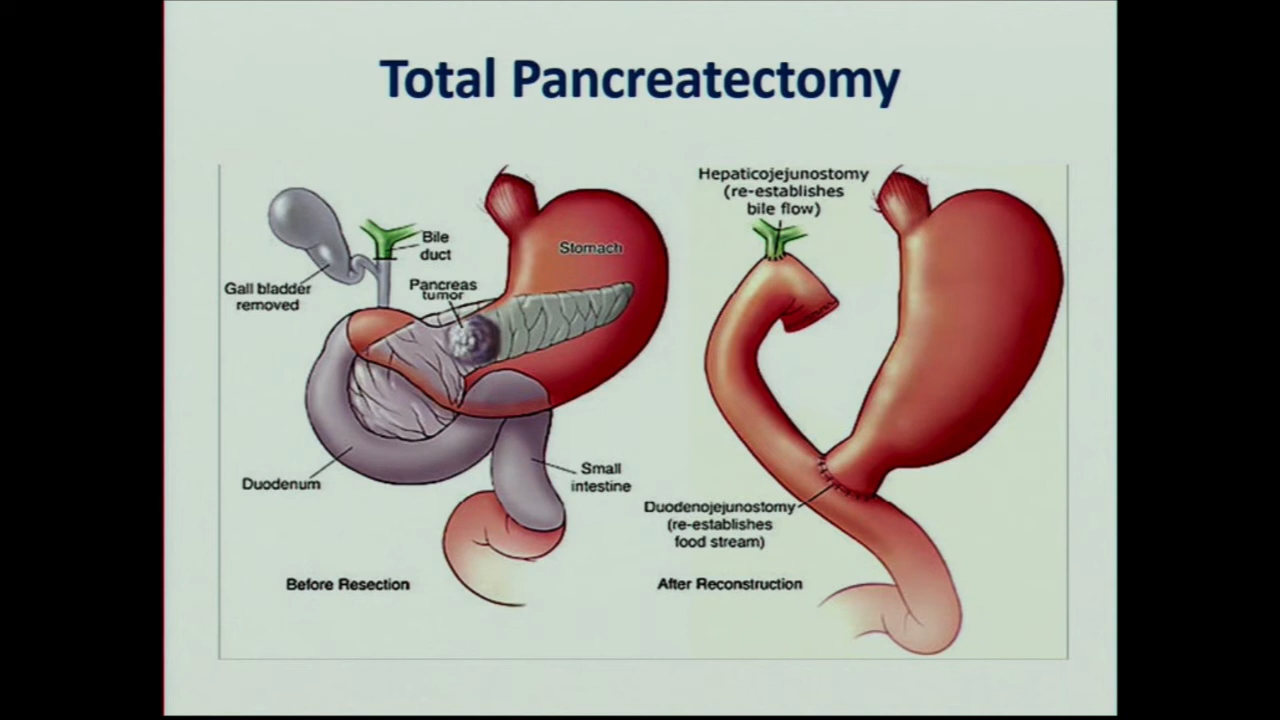 Total Pancreatectomy
Bile
duct
Stomach
Gall bladder
removed
Pancreas
tumor
Duodenum
Small
intestine
Before Resection
Hepaticojejunostomy
(re-establishes
bile flow)
Duodenojejunostomy
(re-establishes
food stream)
After Reconstruction